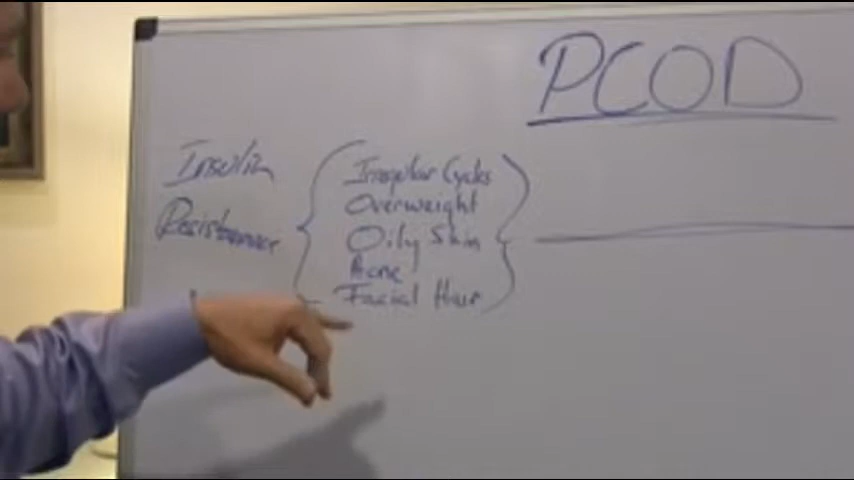 PCOD
Insulin
Resistance
Irregular Cycles
Overweight
Oily Skin
Acne
Facial Hair